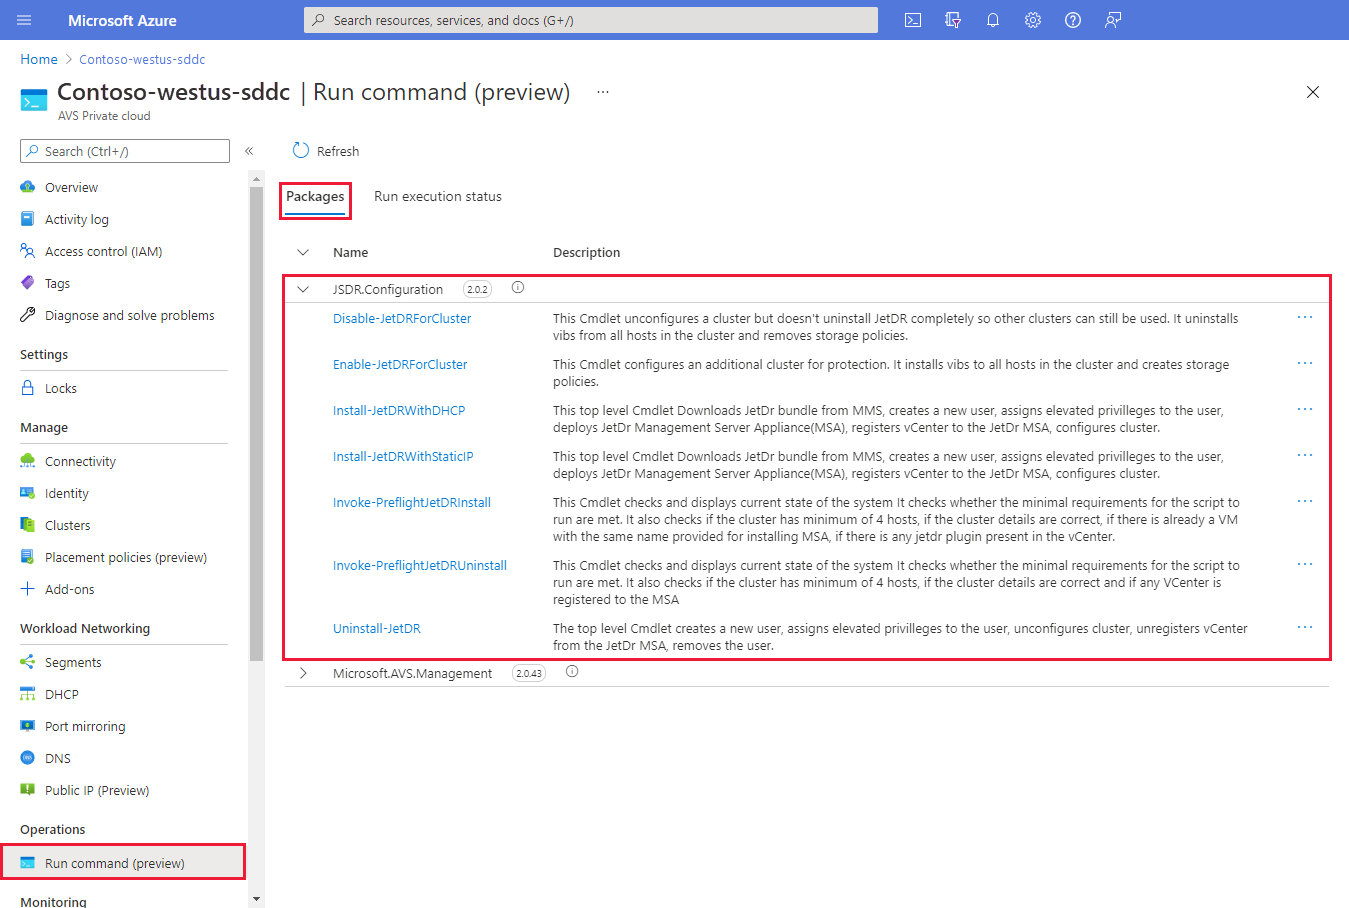 Microsoft Azure
Search resources, services, and docs (G+/)
Home > Contoso-westus-sddc
Contoso-westus-sddc | Run command (preview) ...
AVS Private cloud
Search (Ctrl+/)
«
Refresh
Overview
Activity log
Access control (IAM)
Tags
Diagnose and solve problems
Settings
Locks
Manage
Connectivity
Identity
Clusters
Placement policies (preview)
Add-ons
Workload Networking
Segments
DHCP
Port mirroring
DNS
Public IP (Preview)
Operations
Run command (preview)
Monitoring
Packages
Run execution status
Name
Description
JSDR.Configuration 2.0.2
Disable-JetDRForCluster
This Cmdlet unconfigures a cluster but doesn't uninstall JetDR completely so other clusters can still be used. It uninstalls
vibs from all hosts in the cluster and removes storage policies.
Enable-JetDRForCluster
This Cmdlet configures an additional cluster for protection. It installs vibs to all hosts in the cluster and creates storage
policies.
Install-JetDRWithDHCP
This top level Cmdlet Downloads JetDr bundle from MMS, creates a new user, assigns elevated privilleges to the user,
deploys JetDr Management Server Appliance(MSA), registers vCenter to the JetDr MSA, configures cluster.
Install-JetDRWithStaticIP
This top level Cmdlet Downloads JetDr bundle from MMS, creates a new user, assigns elevated privilleges to the user,
deploys JetDr Management Server Appliance(MSA), registers vCenter to the JetDr MSA, configures cluster.
Invoke-PreflightJetDRInstall
This Cmdlet checks and displays current state of the system It checks whether the minimal requirements for the script to
run are met. It also checks if the cluster has minimum of 4 hosts, if the cluster details are correct, if there is already a VM
with the same name provided for installing MSA, if there is any jetdr plugin present in the vCenter.
Invoke-PreflightJetDRUninstall
This Cmdlet checks and displays current state of the system It checks whether the minimal requirements for the script to
run are met. It also checks if the cluster has minimum of 4 hosts, if the cluster details are correct and if any VCenter is
registered to the MSA
Uninstall-JetDR
The top level Cmdlet creates a new user, assigns elevated privilleges to the user, unconfigures cluster, unregisters vCenter
from the JetDr MSA, removes the user.
Microsoft.AVS.Management 2.0.43